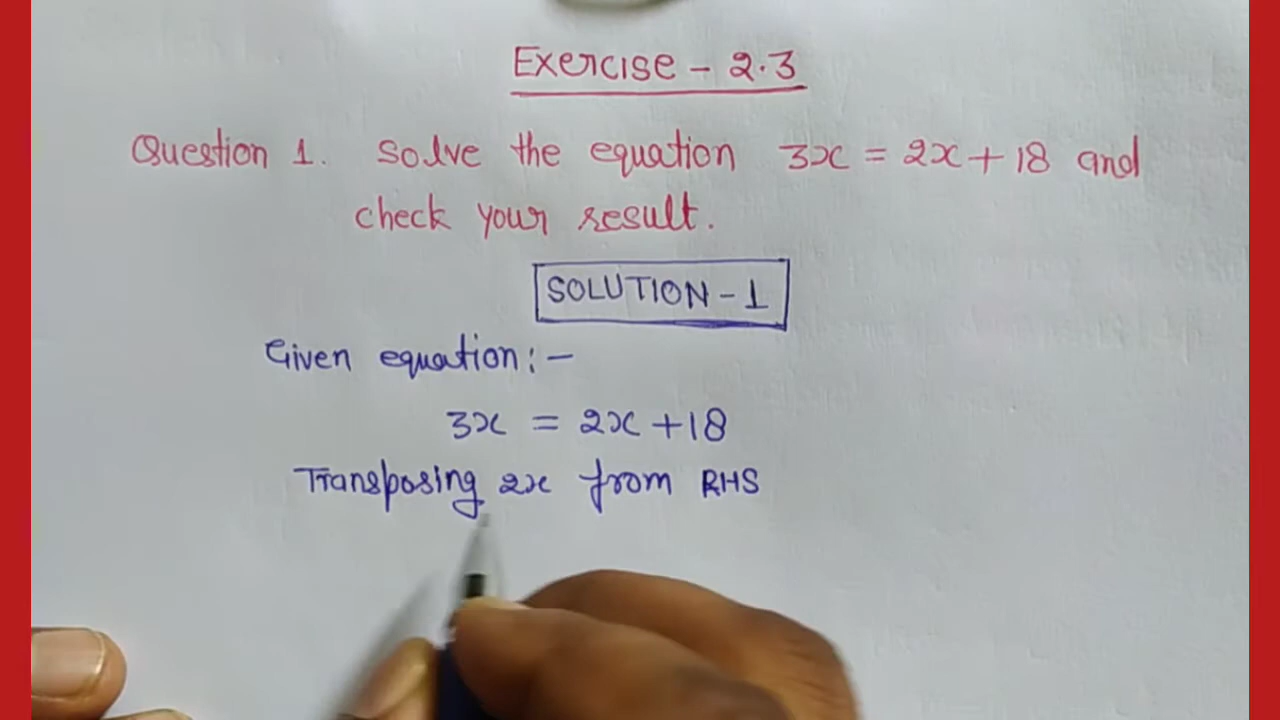 Exercise - 2.3
Question 1. Solve the equation 3x = 2x + 18 and
check your result.
SOLUTION - 1
Given equation : -
3x = 2x + 18
Transposing 2x from RHS